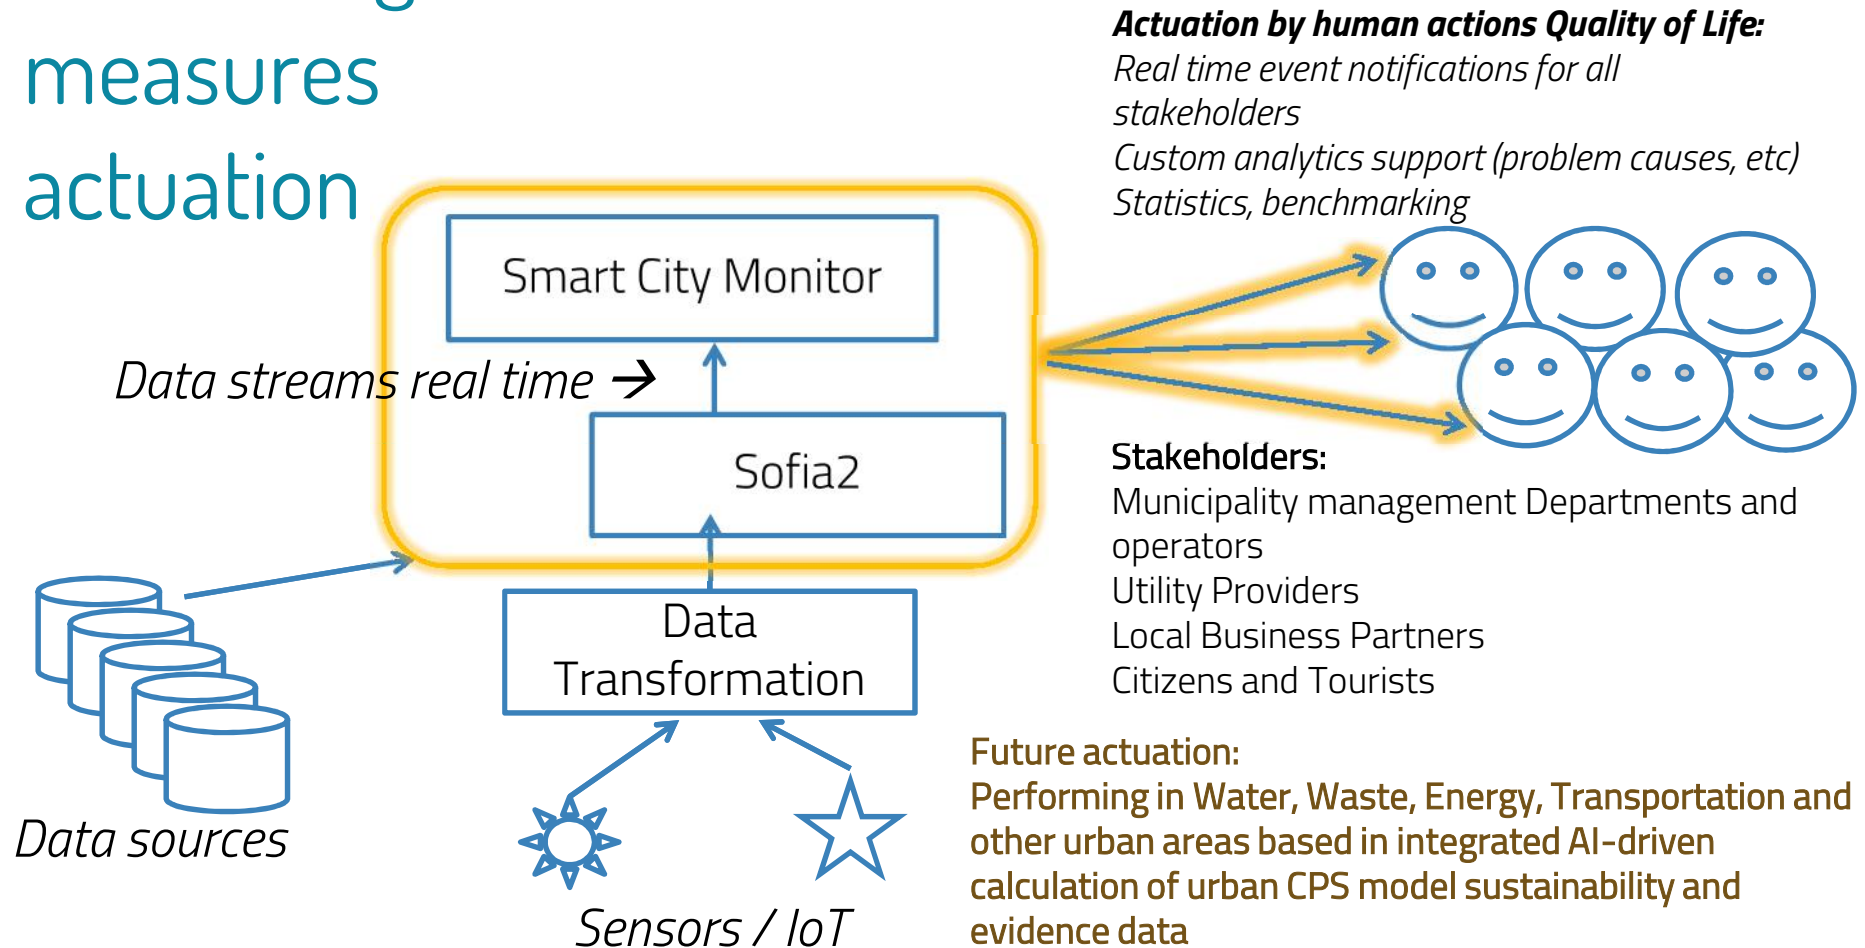 measures
actuation
Actuation by human actions Quality of Life:
Real time event notifications for all
stakeholders
Custom analytics support (problem causes, etc)
Statistics, benchmarking
Smart City Monitor
Data streams real time →
Sofia2
Data
Transformation
Data sources
Sensors / IoT
Stakeholders:
Municipality management Departments and
operators
Utility Providers
Local Business Partners
Citizens and Tourists
Future actuation:
Performing in Water, Waste, Energy, Transportation and
other urban areas based in integrated AI-driven
calculation of urban CPS model sustainability and
evidence data